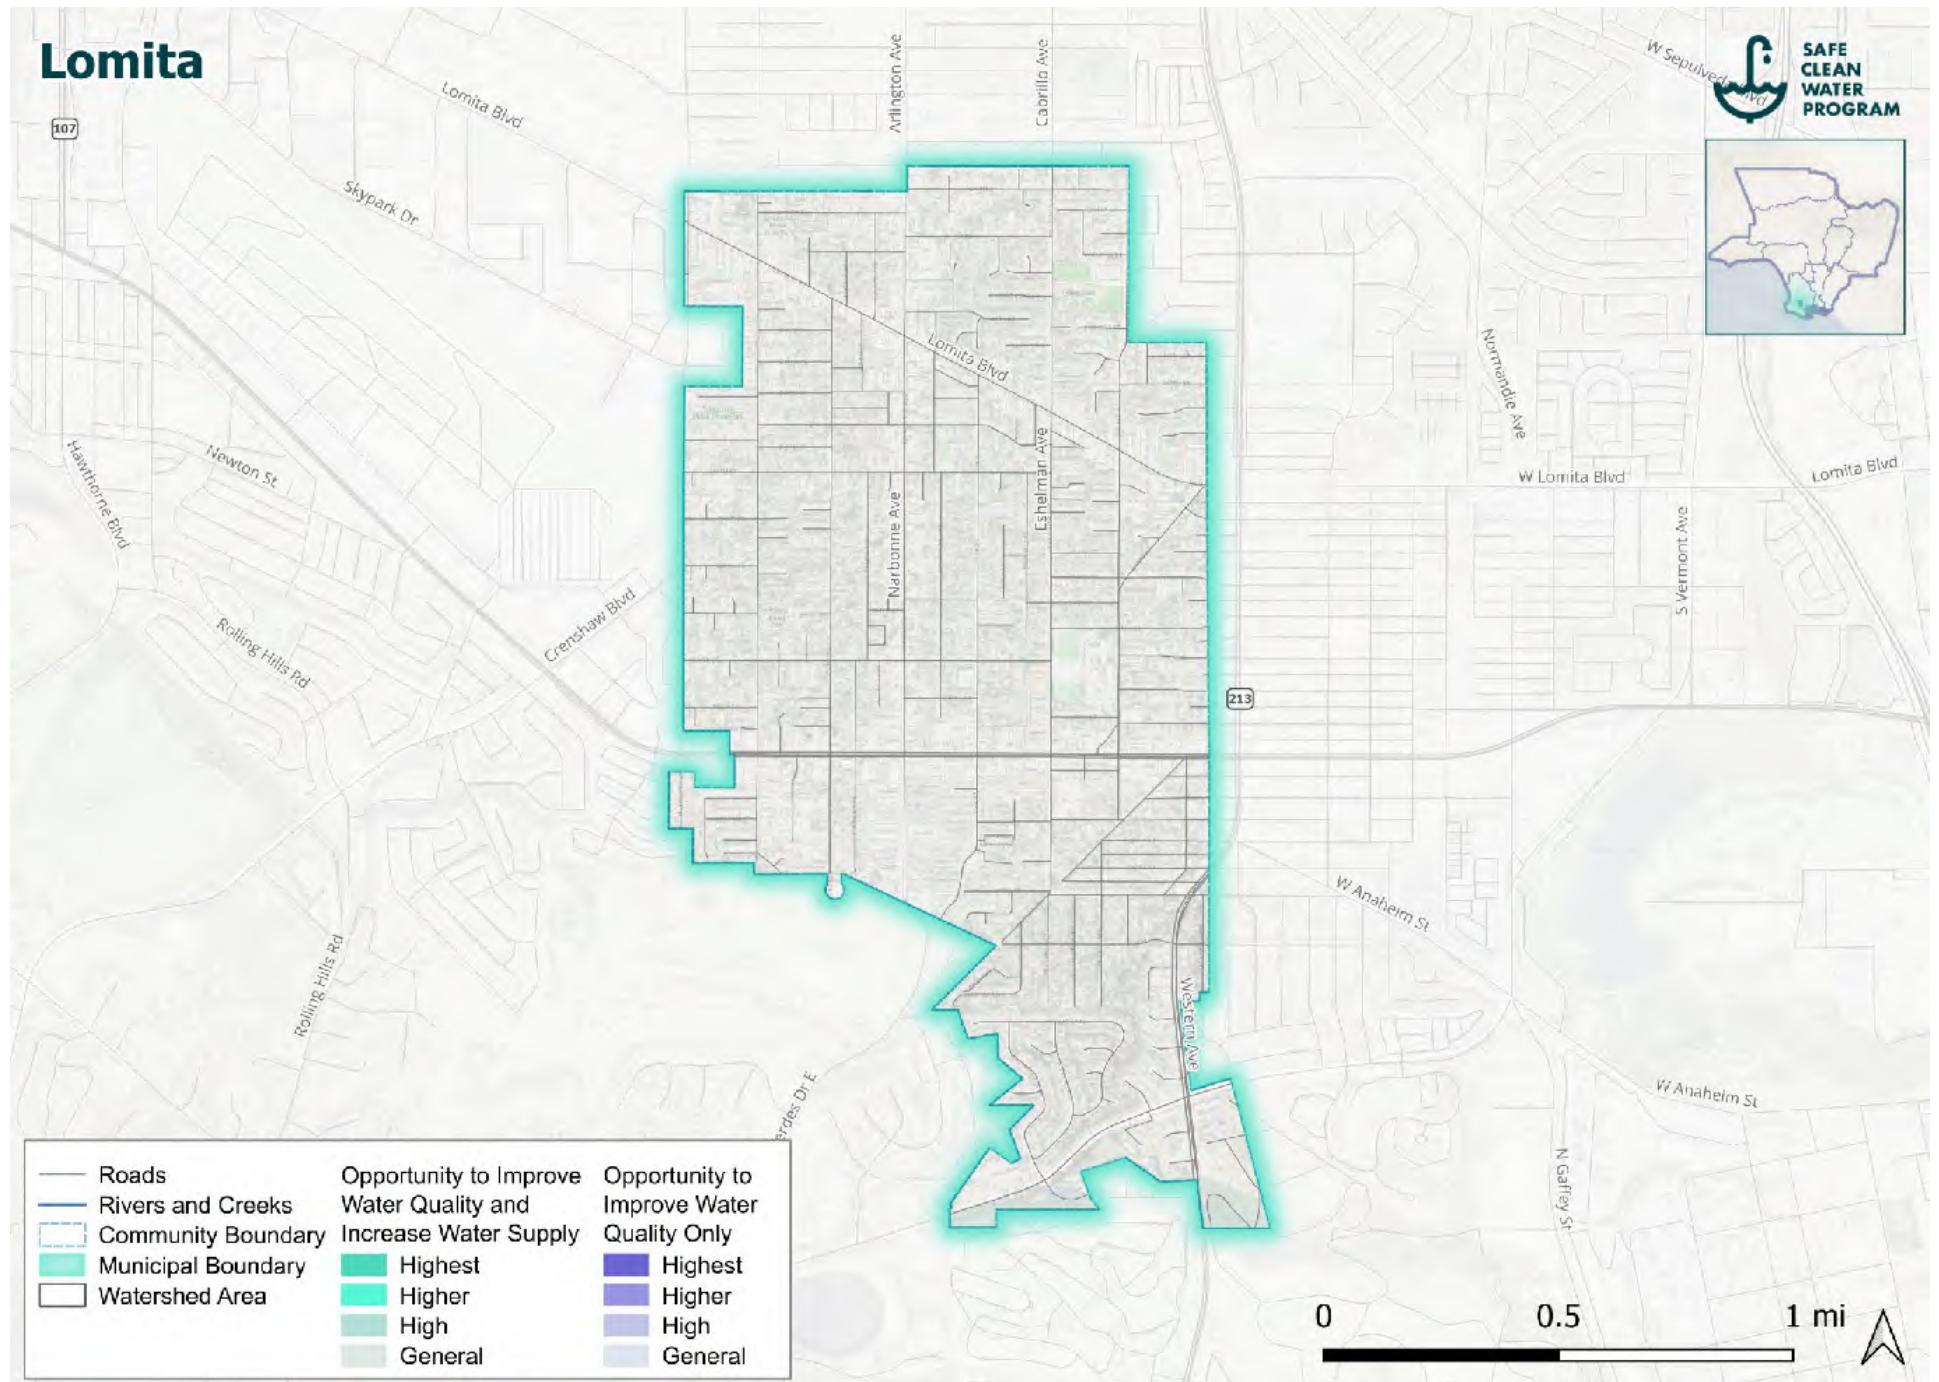 Lomita
SAFE
CLEAN
WATER
PROGRAM
W Sepulveda Blvd
Arlington Ave
Cabrillo Ave
Lomita Blvd
107
Skypark Dr
Lomita Blvd
Normandie Ave
Hawthorne Blvd
Newton St
Eshelman Ave
W Lomita Blvd
Lomita Blvd
Narbonne Ave
S Vermont Ave
Crenshaw Blvd
Rolling Hills Rd
213
W Anaheim St
Rolling Hills Rd
Western Ave
W Anaheim St
erdes Dr E
N Gaffey St
Roads
Rivers and Creeks
Community Boundary
Municipal Boundary
Watershed Area
Opportunity to Improve
Water Quality and
Increase Water Supply
Highest
Higher
High
General
Opportunity to
Improve Water
Quality Only
Highest
Higher
High
General
0 0.5 1 mi